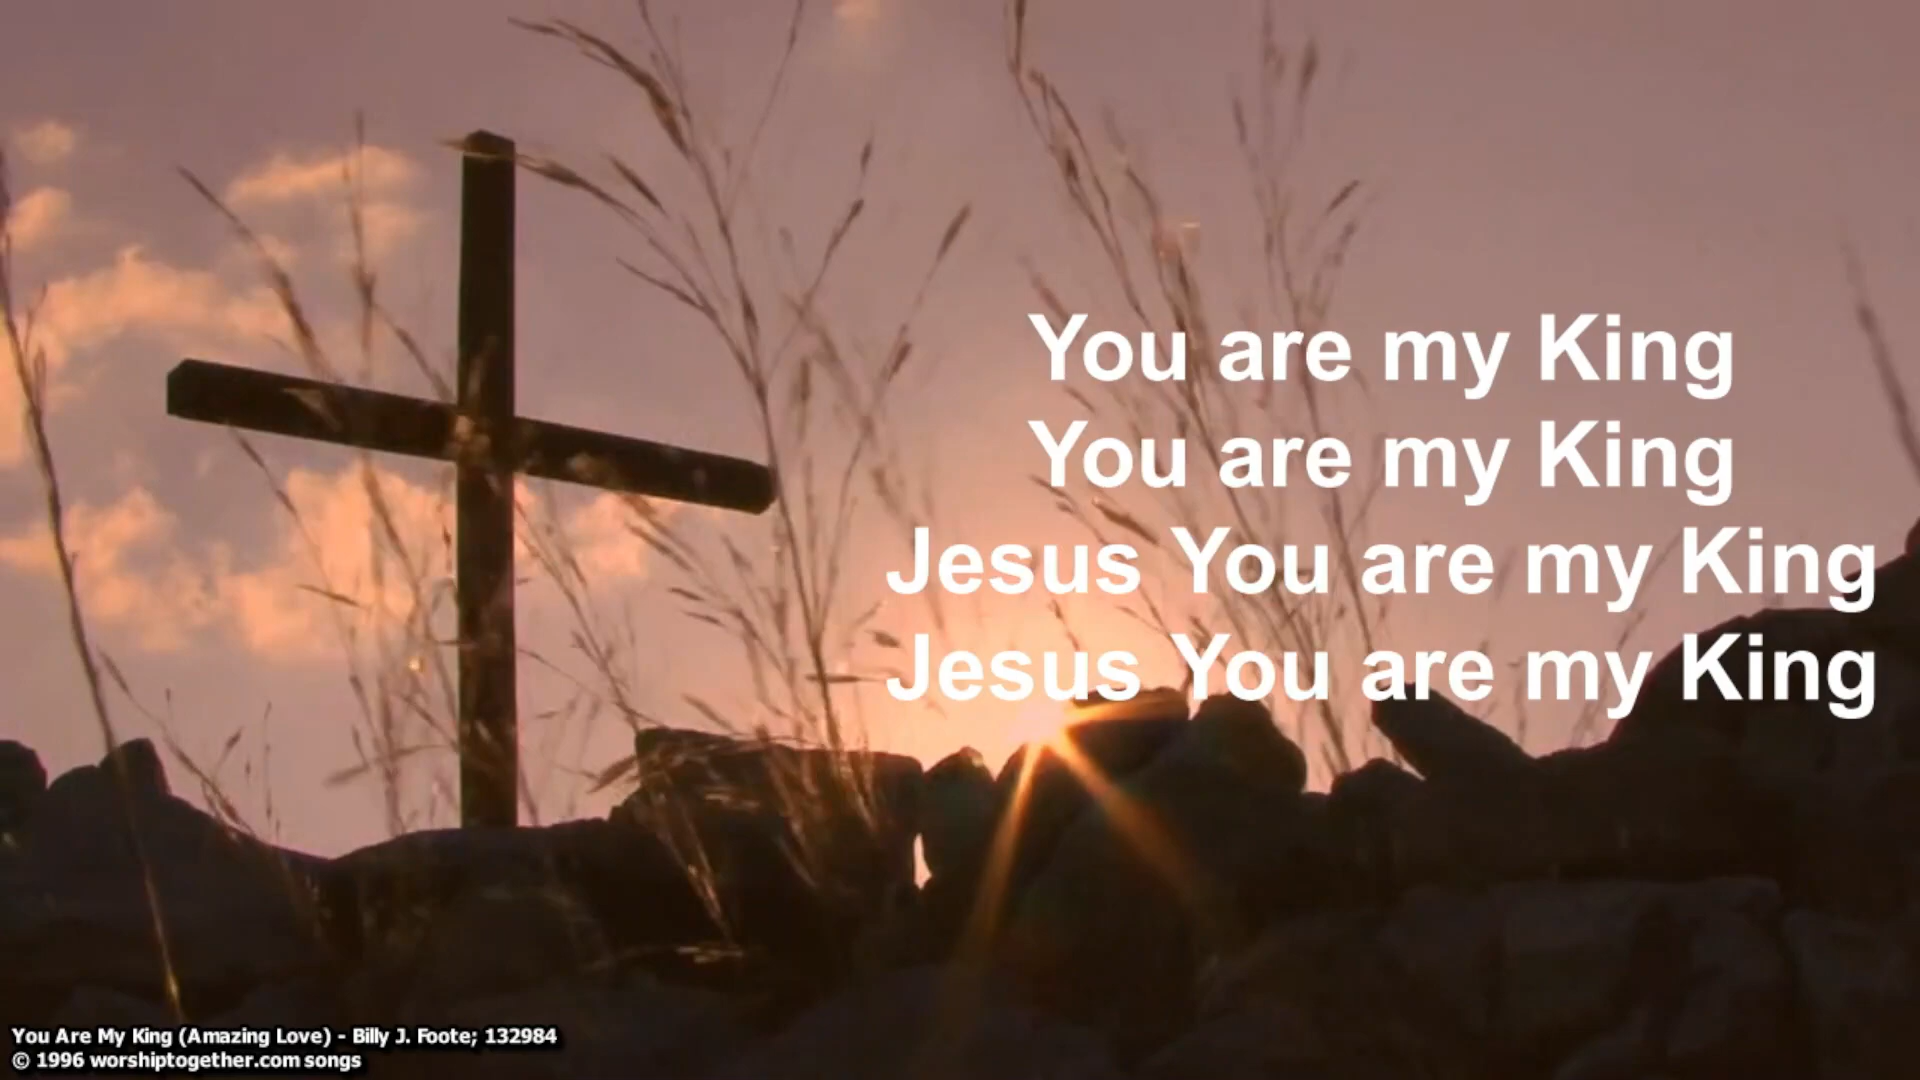 You are my King
You are my King
Jesus You are my King
Jesus You are my King
You Are My King (Amazing Love) - Billy J. Foote; 132984
© 1996 worshiptogether.com songs